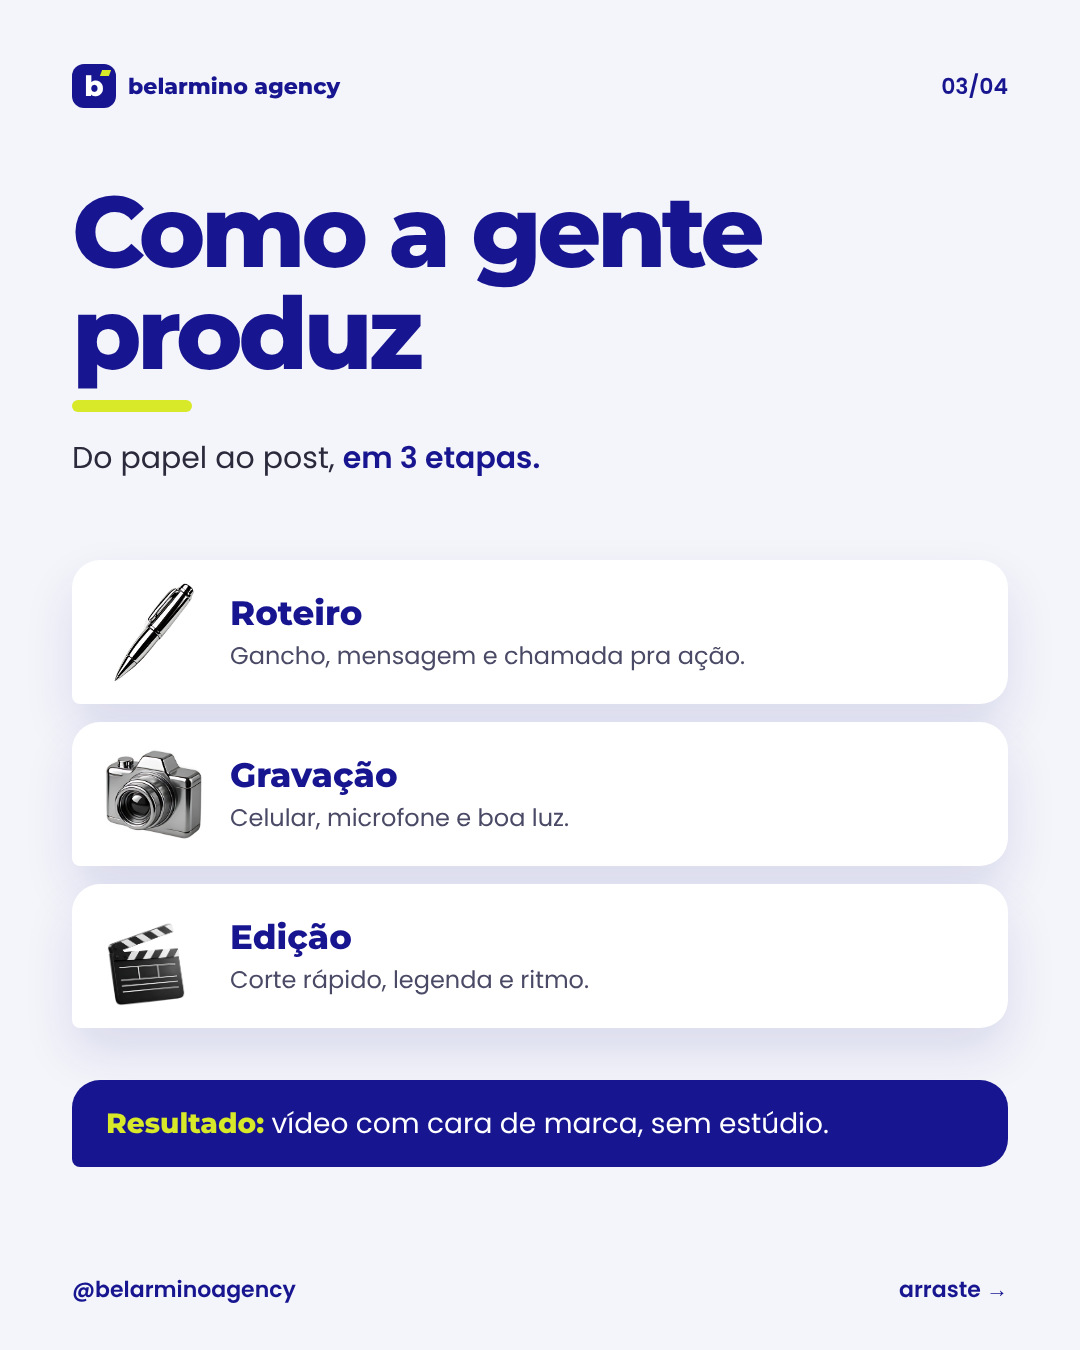 b belarmino agency
03/04
Como a gente
produz
Do papel ao post, em 3 etapas.
Roteiro
Gancho, mensagem e chamada pra ação.
Gravação
Celular, microfone e boa luz.
Edição
Corte rápido, legenda e ritmo.
Resultado: vídeo com cara de marca, sem estúdio.
@belarminoagency
arraste →